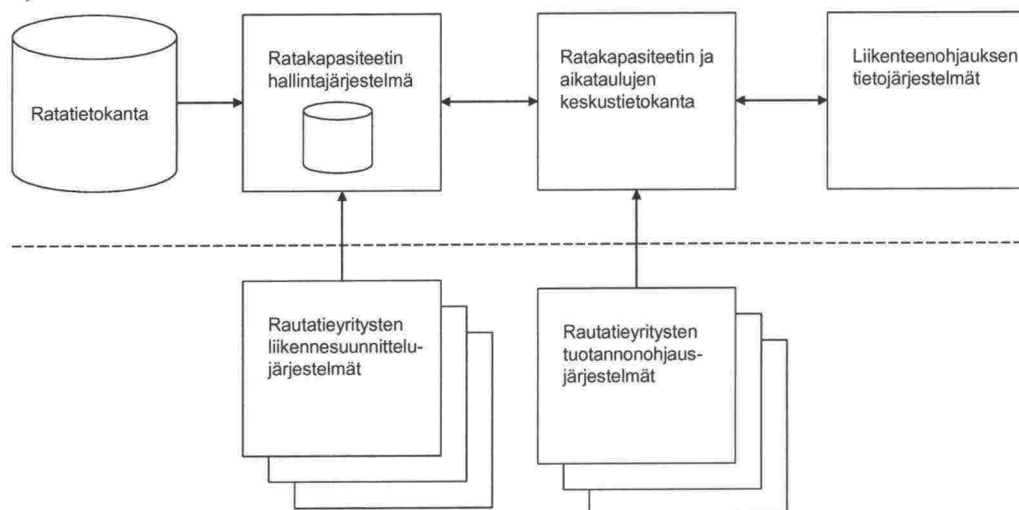 Ratatietokanta
Ratakapasiteetin
hallintajärjestelmä
Ratakapasiteetin ja
aikataulujen
keskustietokanta
Liikenteenohjauksen
tietojärjestelmät
Rautatieyritysten
liikennesuunnittelu-
järjestelmät
Rautatieyritysten
tuotannonohjaus-
järjestelmät